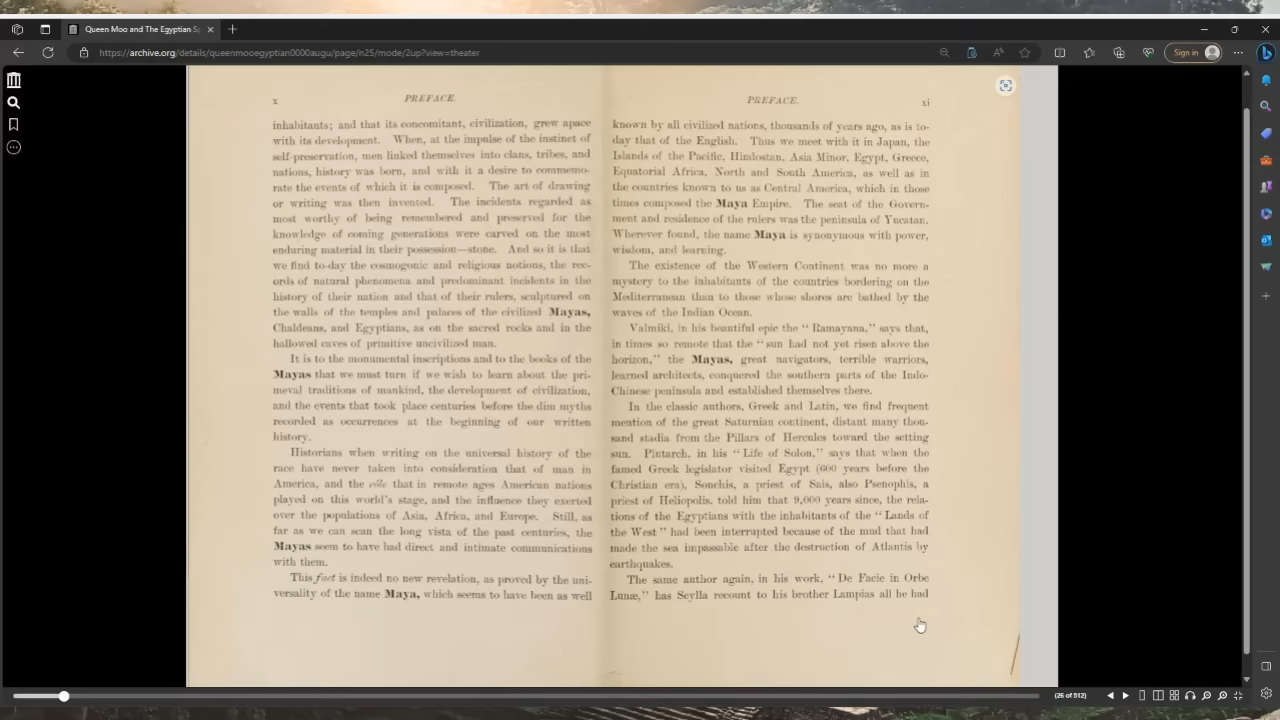 Queen Moo and The Egyptian S
https://archive.org/details/queenmooegyptian0000augu/page/n25/mode/2up?view=theater
Sign in
x
PREFACE.
inhabitants; and that its concomitant, civilization, grew apace
with its development. When, at the impulse of the instinct of
self-preservation, men linked themselves into clans, tribes, and
nations, history was born, and with it a desire to commemo-
rate the events of which it is composed. The art of drawing
or writing was then invented. The incidents regarded as
most worthy of being remembered and preserved for the
knowledge of coming generations were carved on the most
enduring material in their possession—stone. And so it is that
we find to-day the cosmogonic and religious notions, the rec-
ords of natural phenomena and predominant incidents in the
history of their nation and that of their rulers, sculptured on
the walls of the temples and palaces of the civilized Mayas,
Chaldeans, and Egyptians, as on the sacred rocks and in the
hallowed caves of primitive uncivilized man.
It is to the monumental inscriptions and to the books of the
Mayas that we must turn if we wish to learn about the pri-
meval traditions of mankind, the development of civilization,
and the events that took place centuries before the dim myths
recorded as occurrences at the beginning of our written
history.
Historians when writing on the universal history of the
race have never taken into consideration that of man in
America, and the rôle that in remote ages American nations
played on this world's stage, and the influence they exerted
over the populations of Asia, Africa, and Europe. Still, as
far as we can scan the long vista of the past centuries, the
Mayas seem to have had direct and intimate communications
with them.
This fact is indeed no new revelation, as proved by the uni-
versality of the name Maya, which seems to have been as well
PREFACE.
xi
known by all civilized nations, thousands of years ago, as is to-
day that of the English. Thus we meet with it in Japan, the
Islands of the Pacific, Hindostan, Asia Minor, Egypt, Greece,
Equatorial Africa, North and South America, as well as in
the countries known to us as Central America, which in those
times composed the Maya Empire. The seat of the Govern-
ment and residence of the rulers was the peninsula of Yucatan.
Wherever found, the name Maya is synonymous with power,
wisdom, and learning.
The existence of the Western Continent was no more a
mystery to the inhabitants of the countries bordering on the
Mediterranean than to those whose shores are bathed by the
waves of the Indian Ocean.
Valmiki, in his beautiful epic the "Ramayana," says that,
in times so remote that the "sun had not yet risen above the
horizon," the Mayas, great navigators, terrible warriors,
learned architects, conquered the southern parts of the Indo-
Chinese peninsula and established themselves there.
In the classic authors, Greek and Latin, we find frequent
mention of the great Saturnian continent, distant many thou-
sand stadia from the Pillars of Hercules toward the setting
sun. Plutarch, in his "Life of Solon," says that when the
famed Greek legislator visited Egypt (600 years before the
Christian era), Sonchis, a priest of Sais, also Psenophis, a
priest of Heliopolis, told him that 9,000 years since, the rela-
tions of the Egyptians with the inhabitants of the "Lands of
the West" had been interrupted because of the mud that had
made the sea impassable after the destruction of Atlantis by
earthquakes.
The same author again, in his work, "De Facie in Orbe
Lunæ," has Scylla recount to his brother Lampias all he had
(26 of 512)